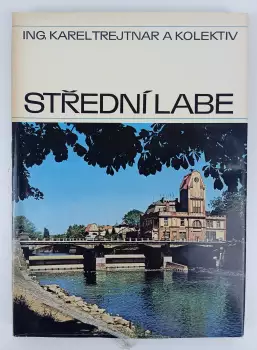 ING. KAREL TREJTNAR A KOLEKTIV
STŘEDNÍ LABE